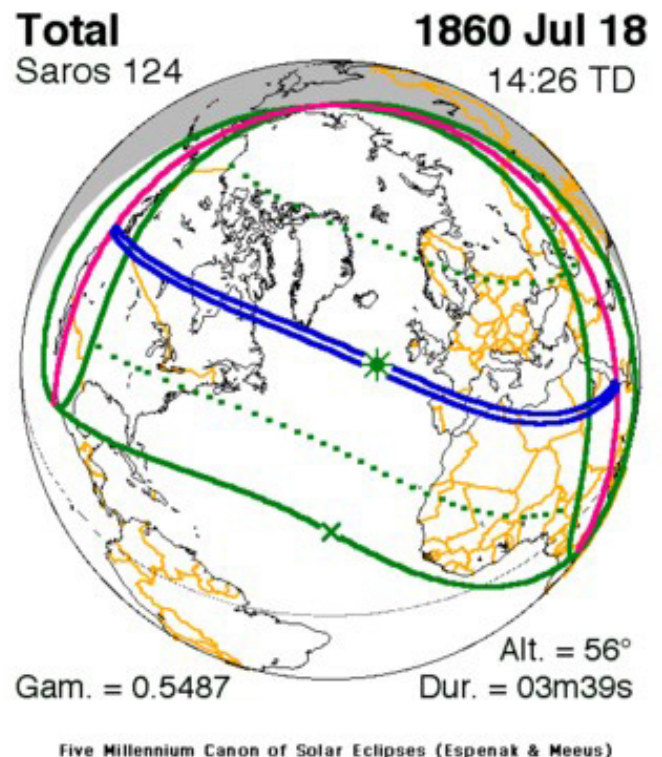 Total 1860 Jul 18
Saros 124 14:26 TD
Alt. = 56°
Gam. = 0.5487 Dur. = 03m39s
Five Millennium Canon of Solar Eclipses (Espenak & Meeus)